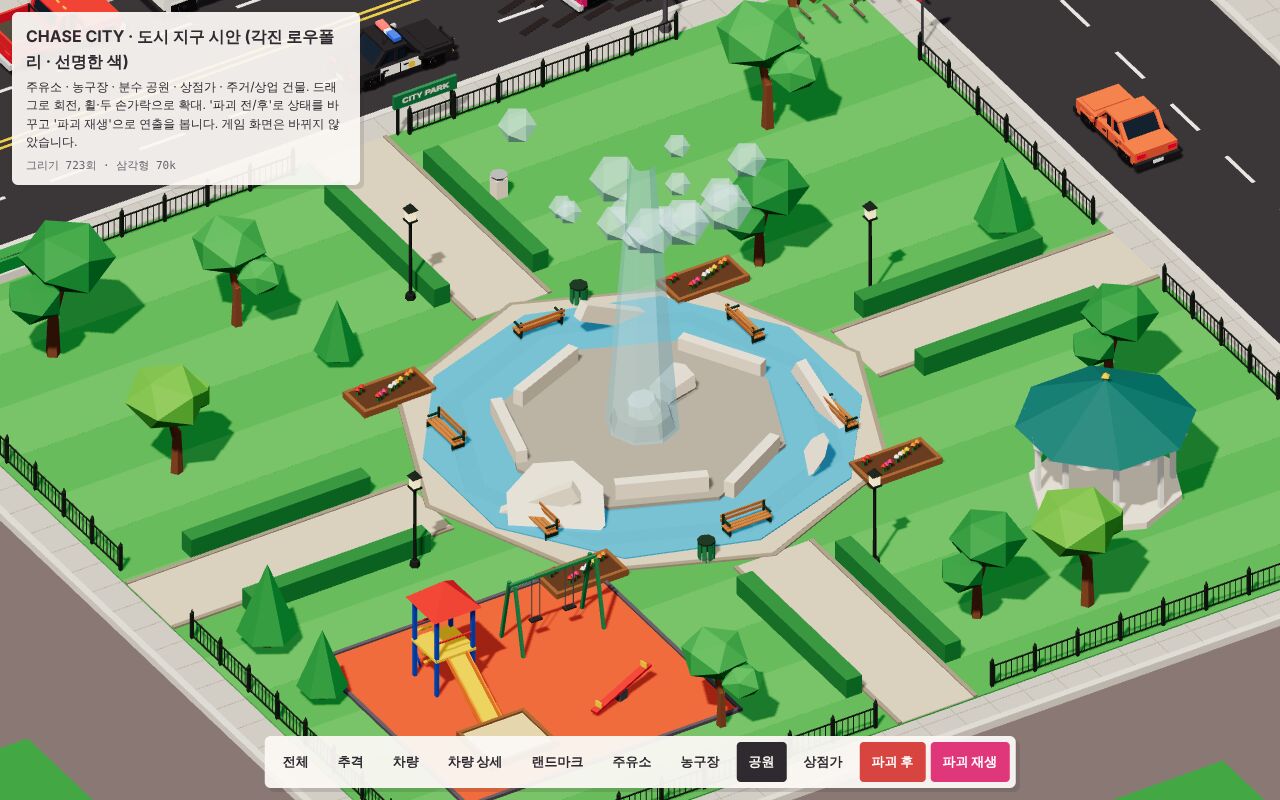 CHASE CITY · 도시 지구 시안 (각진 로우폴
리 · 선명한 색)
주유소 · 농구장 · 분수 공원 · 상점가 · 주거/상업 건물. 드래
그로 회전, 휠·두 손가락으로 확대. '파괴 전/후'로 상태를 바
꾸고 '파괴 재생'으로 연출을 봅니다. 게임 화면은 바뀌지 않
았습니다.
그리기 723회 · 삼각형 70k
CITY PARK
전체 추격 차량 차량 상세 랜드마크 주유소 농구장 공원 상점가 파괴 후 파괴 재생